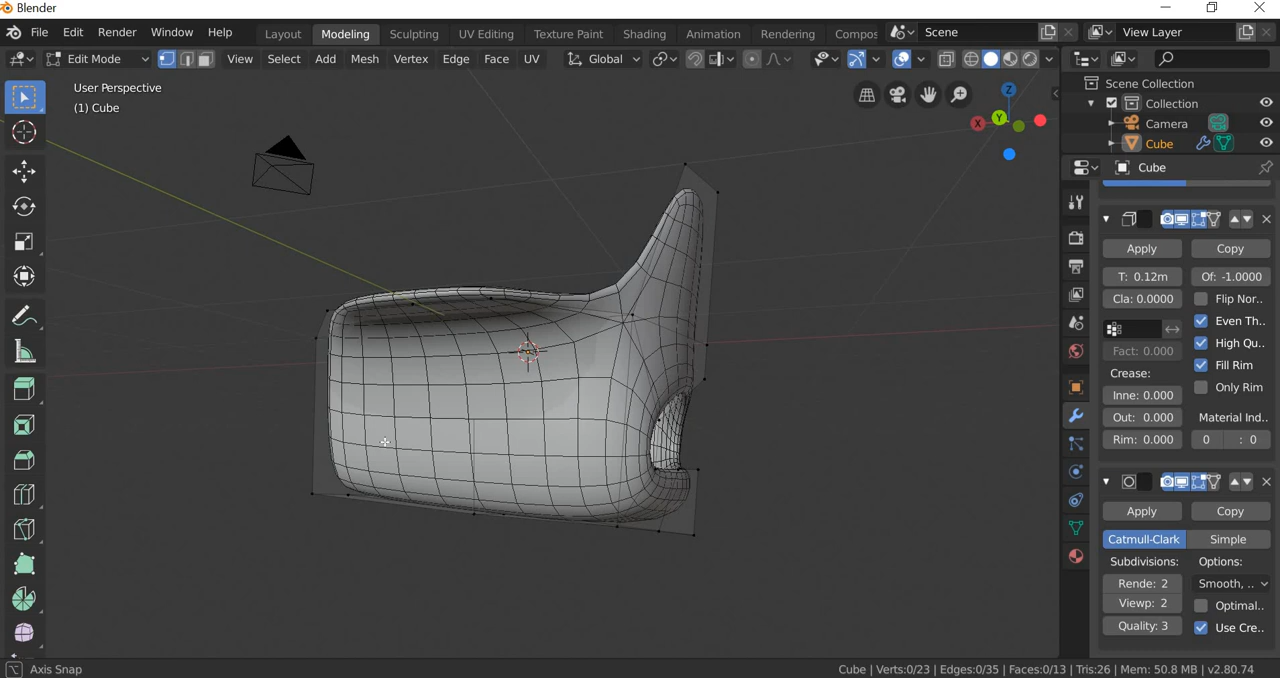 Blender
File Edit Render Window Help Layout Modeling Sculpting UV Editing Texture Paint Shading Animation Rendering Compos Scene View Layer
Edit Mode View Select Add Mesh Vertex Edge Face UV Global
User Perspective
(1) Cube
Z
X Y
Scene Collection
Collection
Camera
Cube
Cube
Apply Copy
T: 0.12m Of: -1.0000
Cla: 0.0000 Flip Nor..
Even Th..
High Qu..
Fact: 0.000
Fill Rim
Crease:
Only Rim
Inne: 0.000
Out: 0.000 Material Ind..
Rim: 0.000 0 : 0
Apply Copy
Catmull-Clark Simple
Subdivisions: Options:
Rende: 2 Smooth, ..
Viewp: 2 Optimal..
Quality: 3 Use Cre..
Axis Snap
Cube | Verts:0/23 | Edges:0/35 | Faces:0/13 | Tris:26 | Mem: 50.8 MB | v2.80.74